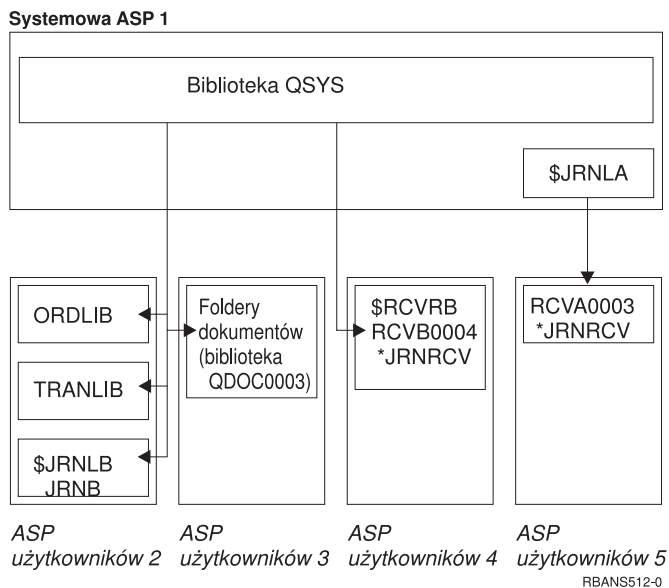 Systemowa ASP 1
Biblioteka QSYS
$JRNLA
ORDLIB
TRANLIB
$JRNLB
JRNB
Foldery
dokumentów
(biblioteka
QDOC0003)
$RCVRB
RCVB0004
*JRNRCV
RCVA0003
*JRNRCV
ASP
użytkowników 2
ASP
użytkowników 3
ASP
użytkowników 4
ASP
użytkowników 5
RBANS512-0